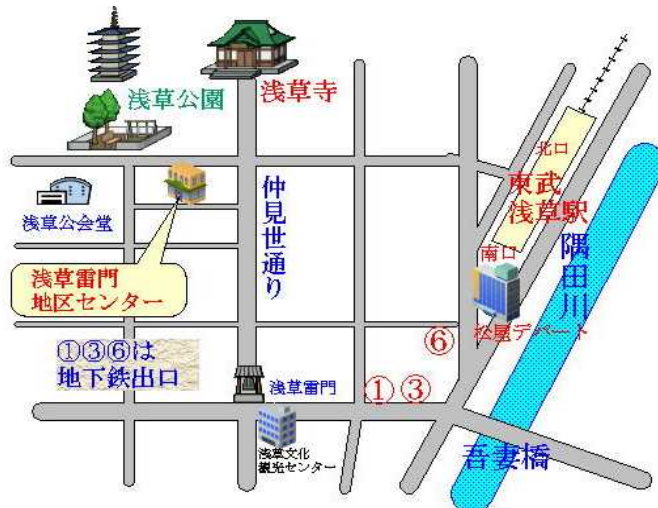 浅草公園
浅草寺
北口
東武
浅草駅
浅草公会堂
仲見世通り
隅田川
南口
浅草雷門
地区センター
松屋デパート
⑥
①③⑥は
地下鉄出口
浅草雷門
① ③
浅草文化
観光センター
吾妻橋